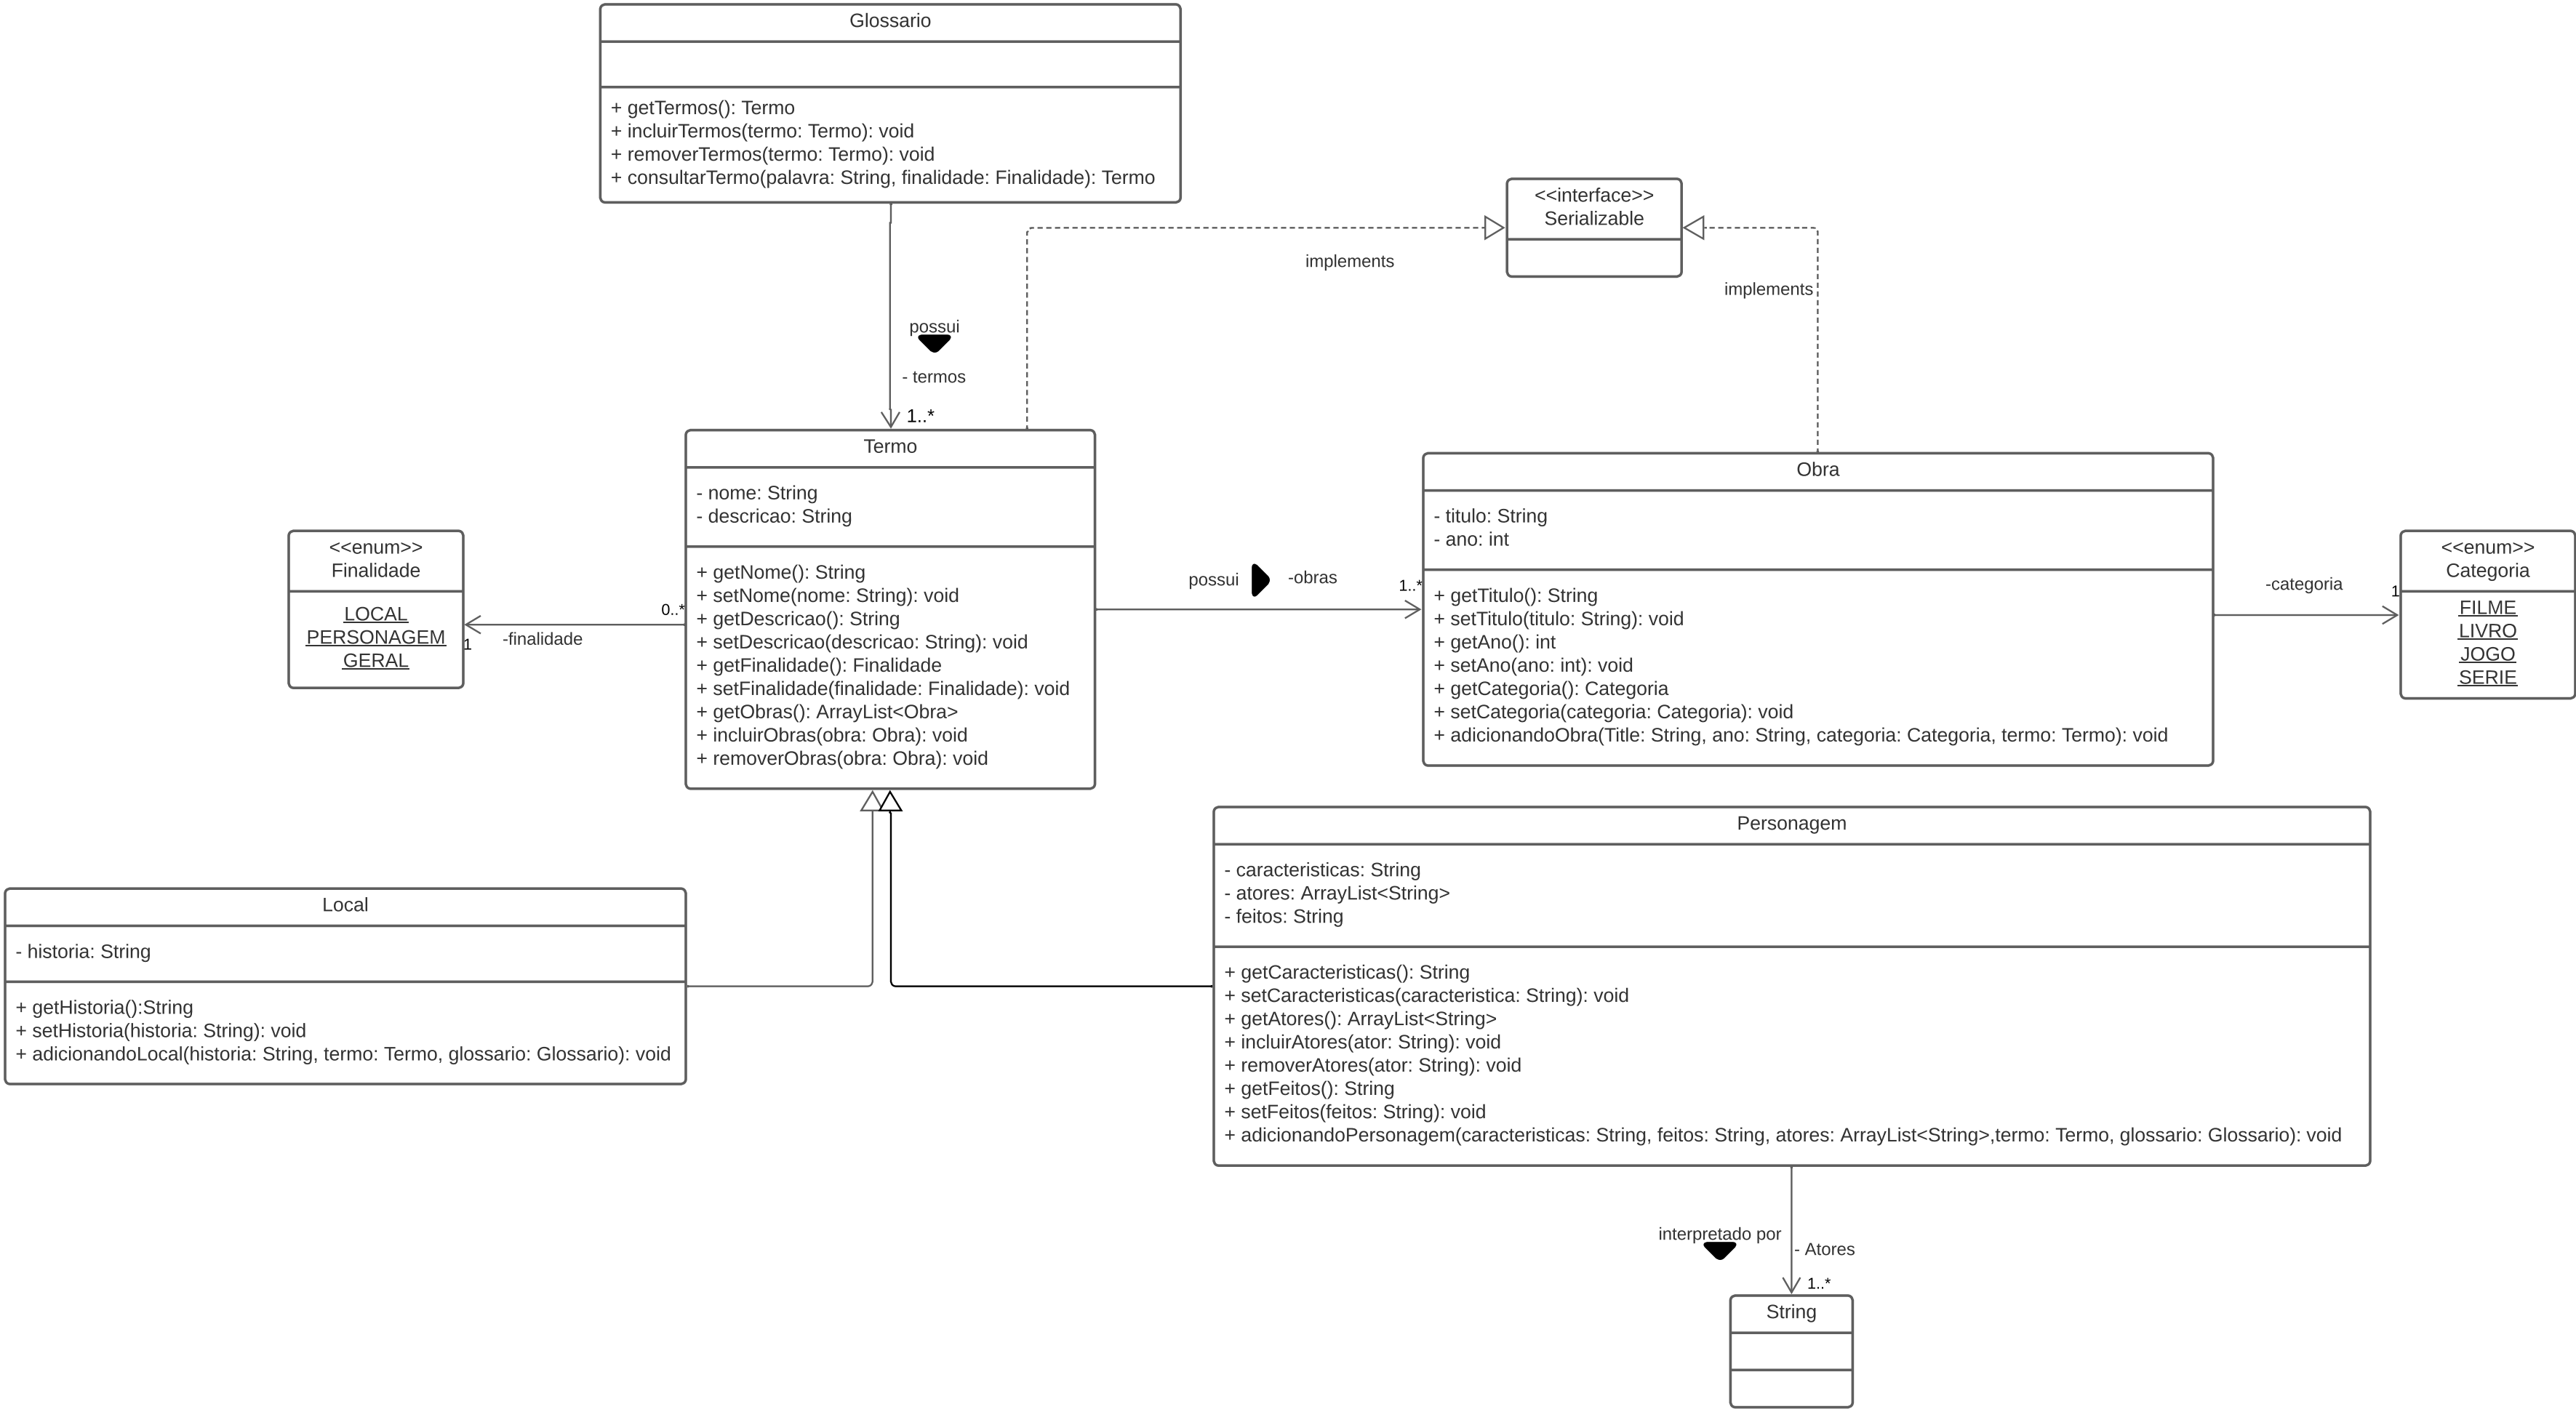 Glossario
+ getTermos(): Termo
+ incluirTermos(termo: Termo): void
+ removerTermos(termo: Termo): void
+ consultarTermo(palavra: String, finalidade: Finalidade): Termo
<<interface>>
Serializable
implements
implements
possui
- termos
1..*
Termo
- nome: String
- descricao: String
+ getNome(): String
+ setNome(nome: String): void
+ getDescricao(): String
+ setDescricao(descricao: String): void
+ getFinalidade(): Finalidade
+ setFinalidade(finalidade: Finalidade): void
+ getObras(): ArrayList<Obra>
+ incluirObras(obra: Obra): void
+ removerObras(obra: Obra): void
<<enum>>
Finalidade
LOCAL
PERSONAGEM
GERAL
0..*
1
-finalidade
possui
-obras
1..*
Obra
- titulo: String
- ano: int
+ getTitulo(): String
+ setTitulo(titulo: String): void
+ getAno(): int
+ setAno(ano: int): void
+ getCategoria(): Categoria
+ setCategoria(categoria: Categoria): void
+ adicionandoObra(Title: String, ano: String, categoria: Categoria, termo: Termo): void
-categoria
1
<<enum>>
Categoria
FILME
LIVRO
JOGO
SERIE
Local
- historia: String
+ getHistoria():String
+ setHistoria(historia: String): void
+ adicionandoLocal(historia: String, termo: Termo, glossario: Glossario): void
Personagem
- caracteristicas: String
- atores: ArrayList<String>
- feitos: String
+ getCaracteristicas(): String
+ setCaracteristicas(caracteristica: String): void
+ getAtores(): ArrayList<String>
+ incluirAtores(ator: String): void
+ removerAtores(ator: String): void
+ getFeitos(): String
+ setFeitos(feitos: String): void
+ adicionandoPersonagem(caracteristicas: String, feitos: String, atores: ArrayList<String>,termo: Termo, glossario: Glossario): void
interpretado por
- Atores
1..*
String